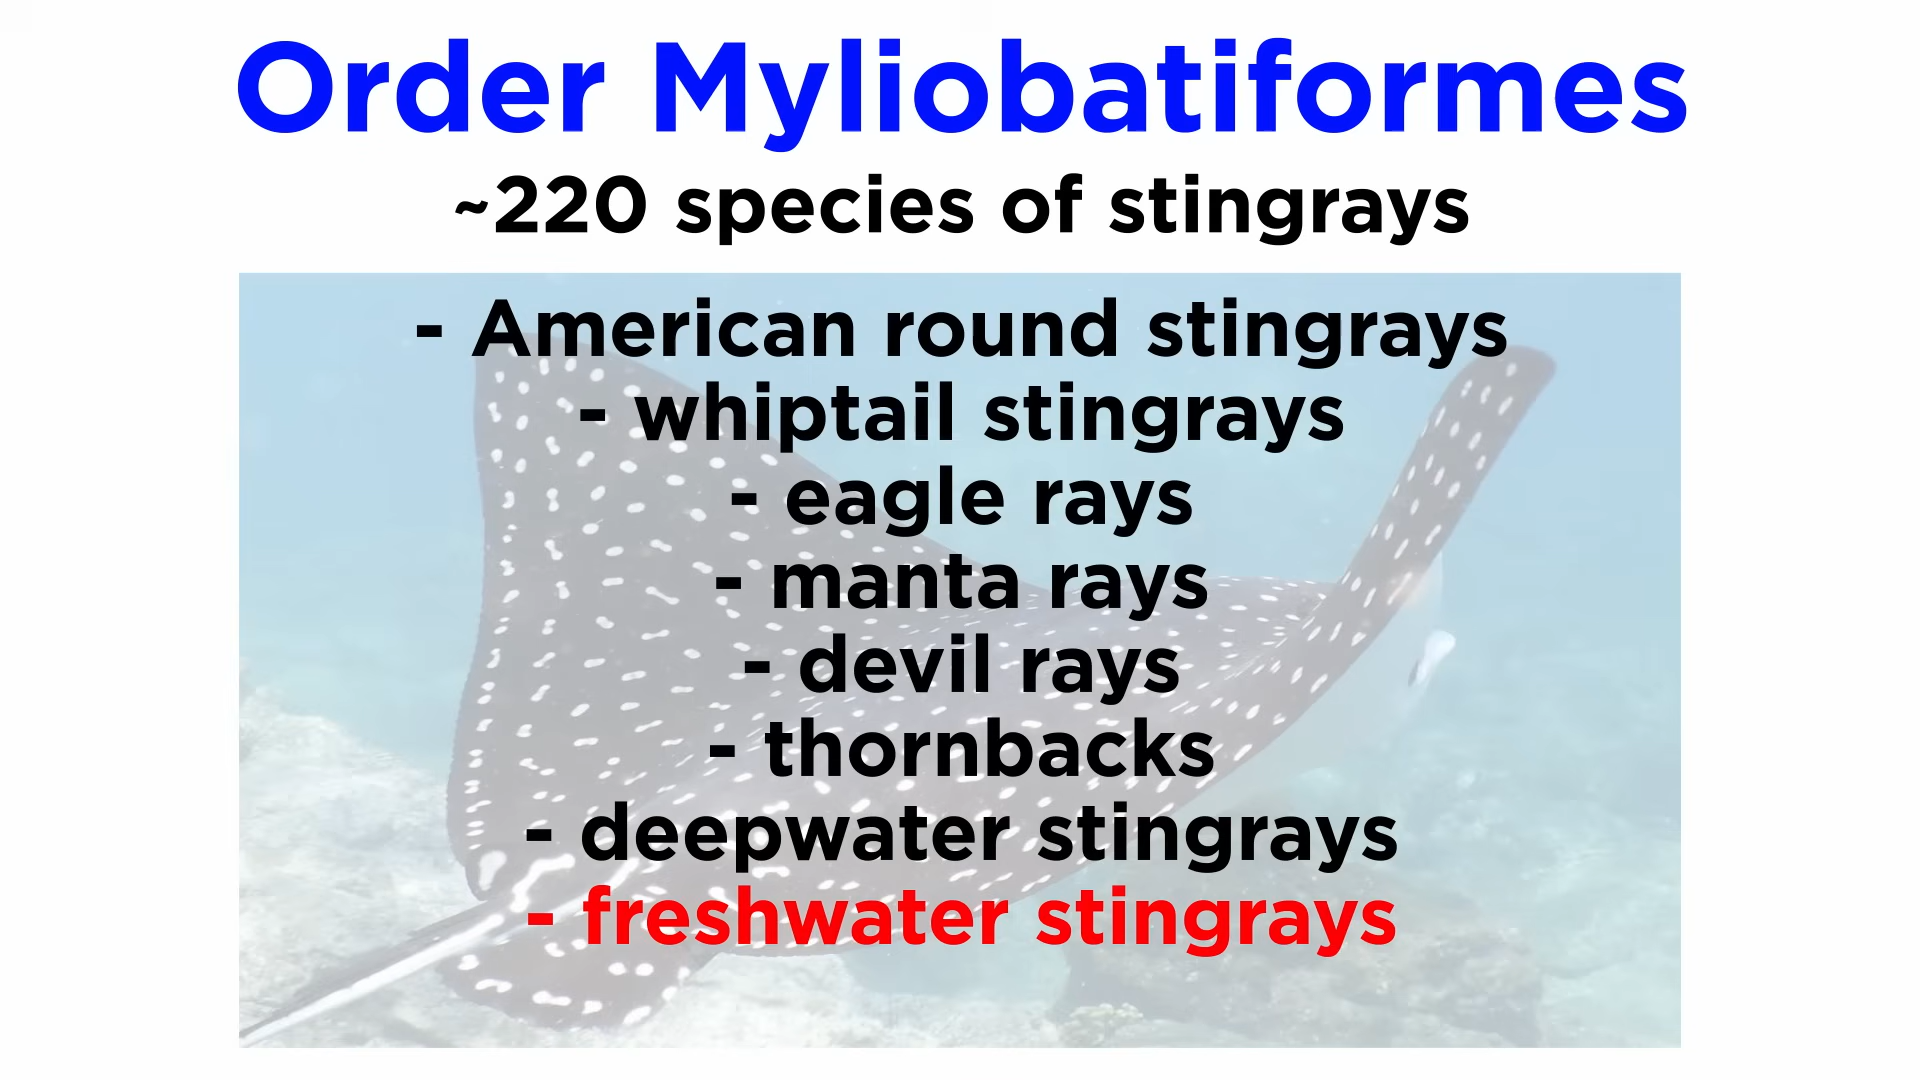 Order Myliobatiformes
~220 species of stingrays
- American round stingrays
- whiptail stingrays
- eagle rays
- manta rays
- devil rays
- thornbacks
- deepwater stingrays
- freshwater stingrays